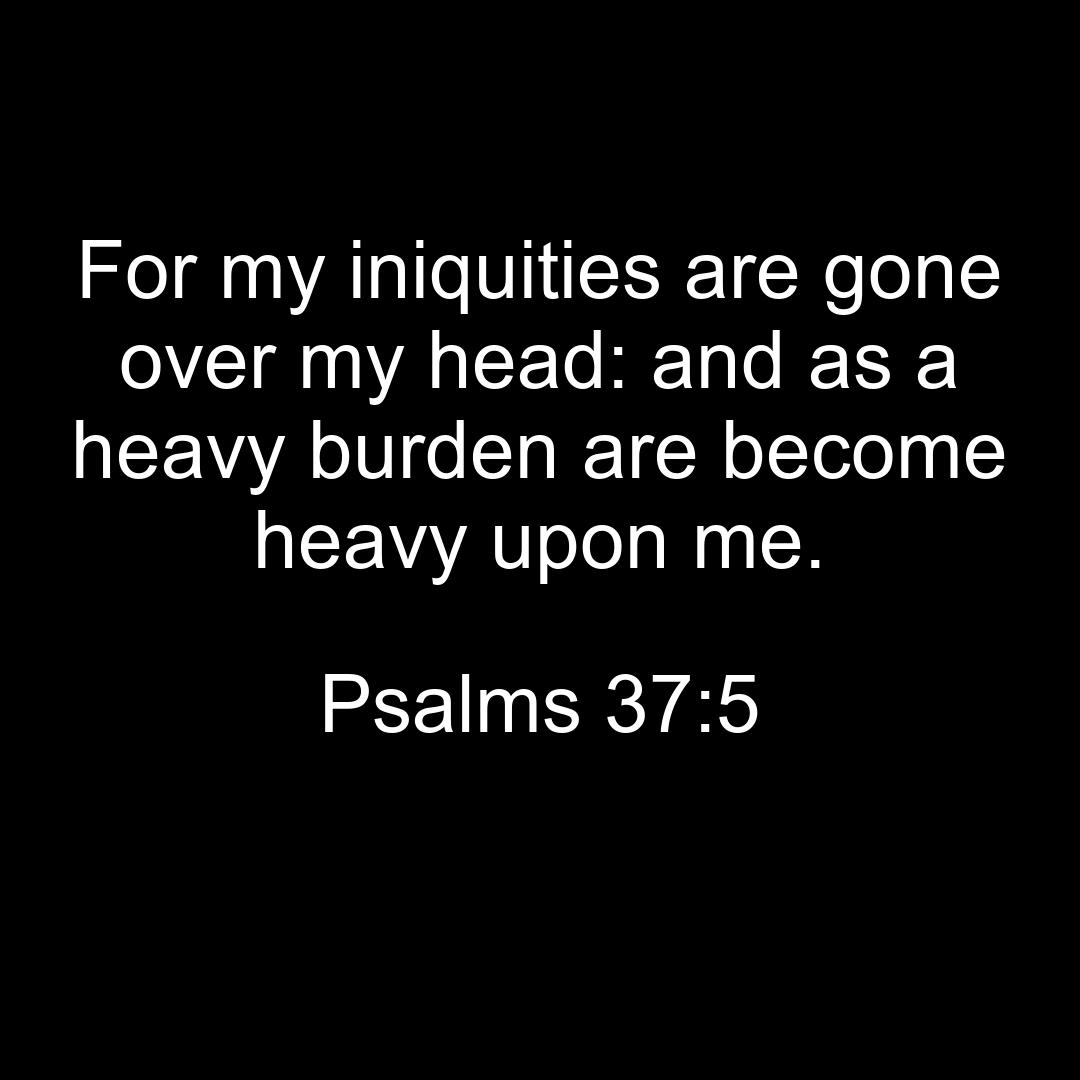 For my iniquities are gone
over my head: and as a
heavy burden are become
heavy upon me.
Psalms 37:5